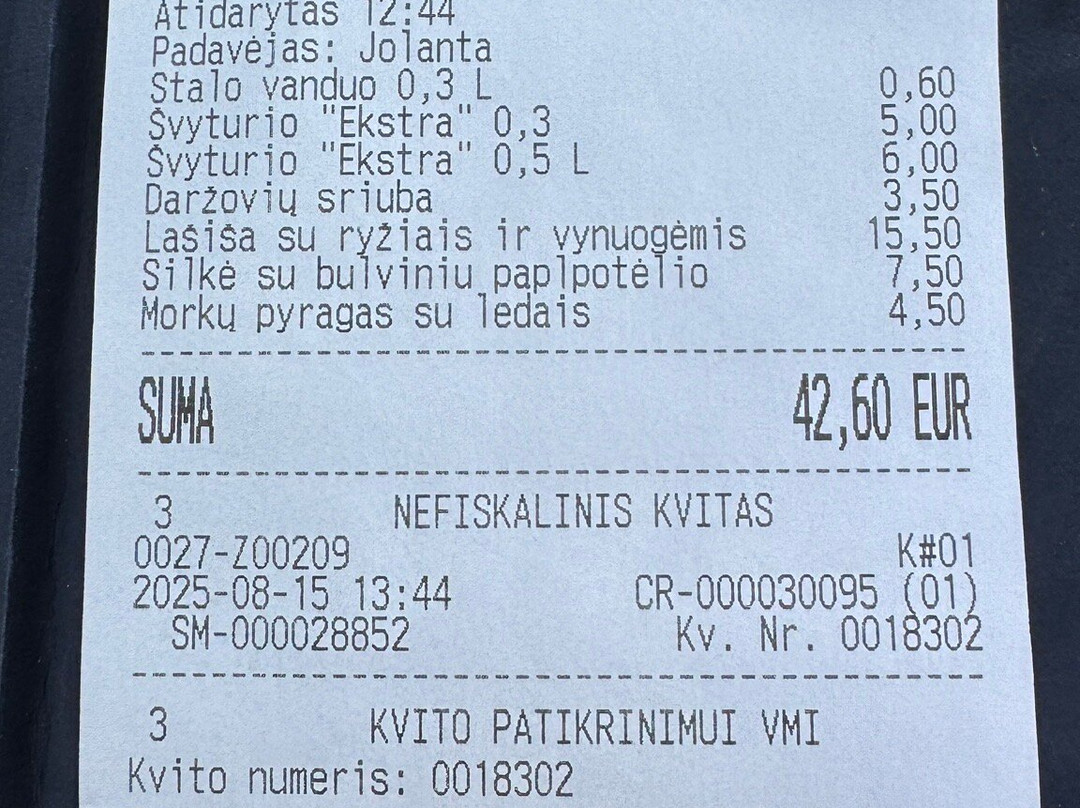 Atidarytas 12:44
Padavėjas: Jolanta
Stalo vanduo 0,3 L 0,60
Švyturio "Ekstra" 0,3 5,00
Švyturio "Ekstra" 0,5 L 6,00
Daržovių sriuba 3,50
Lašiša su ryžiais ir vynuogėmis 15,50
Silkė su bulviniu paplpotėlio 7,50
Morkų pyragas su ledais 4,50
SUMA 42,60 EUR
3 NEFISKALINIS KVITAS
0027-Z00209 K#01
2025-08-15 13:44 CR-000030095 (01)
SM-000028852 Kv. Nr. 0018302
3 KVITO PATIKRINIMUI VMI
Kvito numeris: 0018302